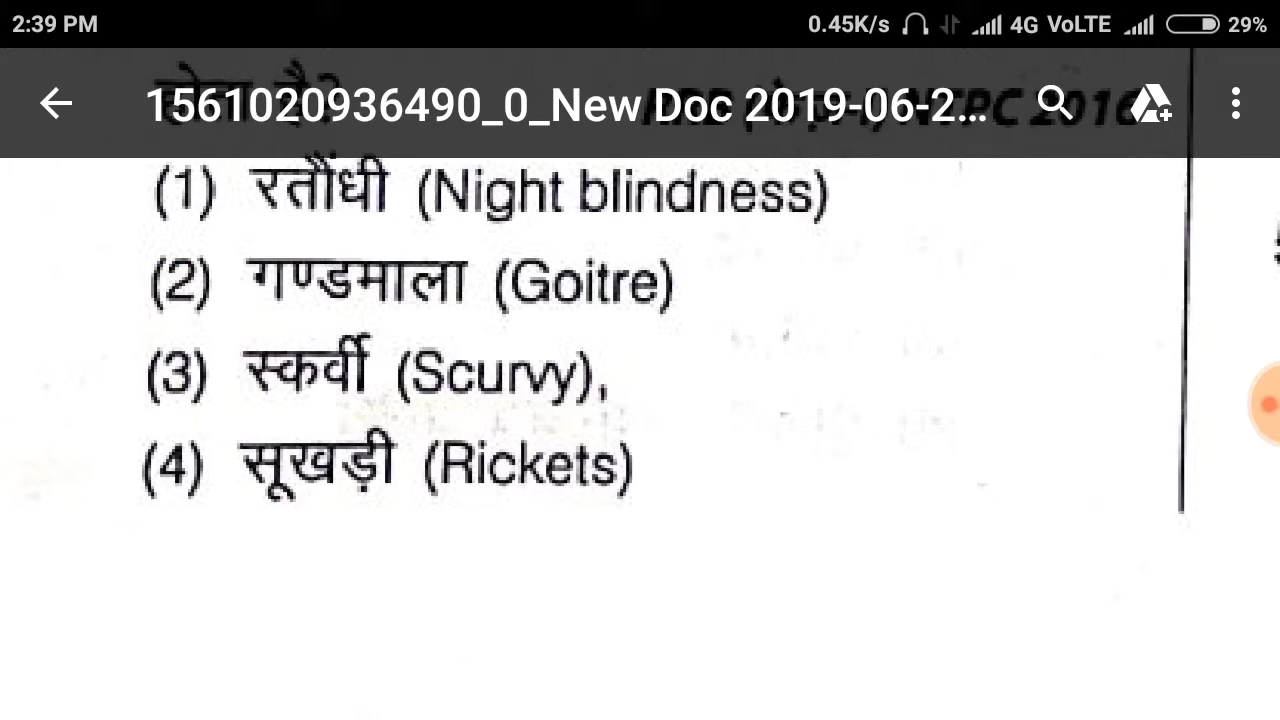 2:39 PM 0.45K/s 4G VoLTE 29%
1561020936490_0_New Doc 2019-06-2...
(1) रतौंधी (Night blindness)
(2) गण्डमाला (Goitre)
(3) स्कर्वी (Scurvy),
(4) सूखड़ी (Rickets)